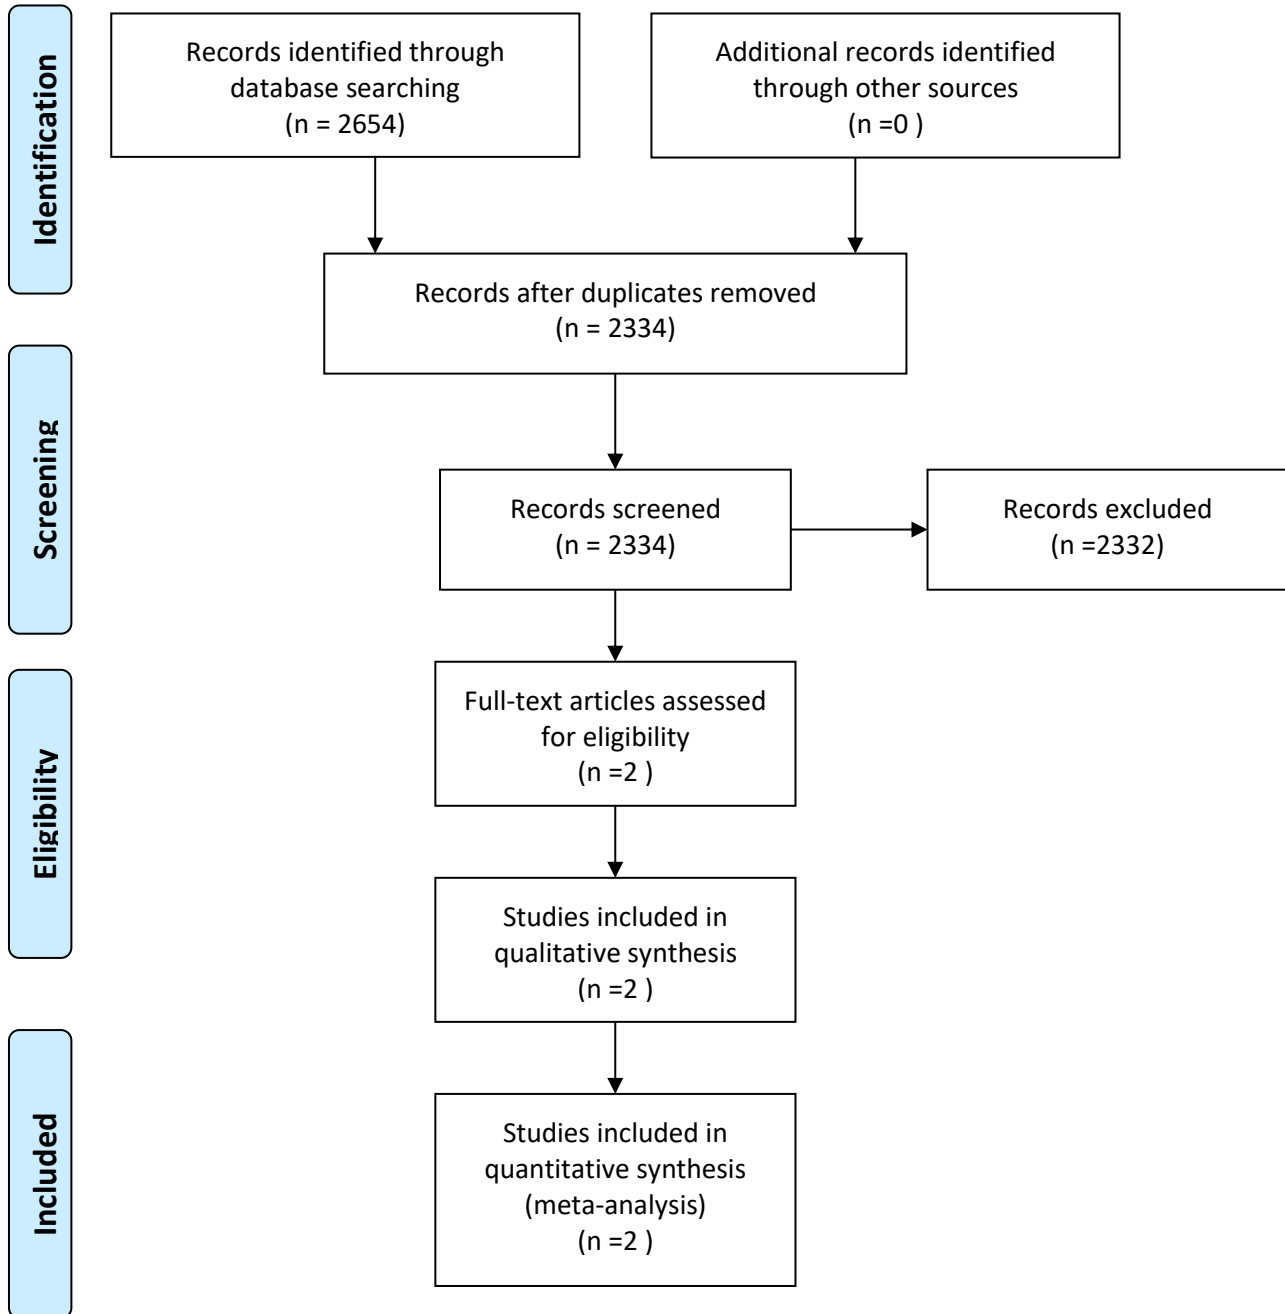 Identification
Records identified through
database searching
(n = 2654)
Additional records identified
through other sources
(n =0 )
Records after duplicates removed
(n = 2334)
Screening
Records screened
(n = 2334)
Records excluded
(n =2332)
Eligibility
Full-text articles assessed
for eligibility
(n =2 )
Studies included in
qualitative synthesis
(n =2 )
Included
Studies included in
quantitative synthesis
(meta-analysis)
(n =2 )